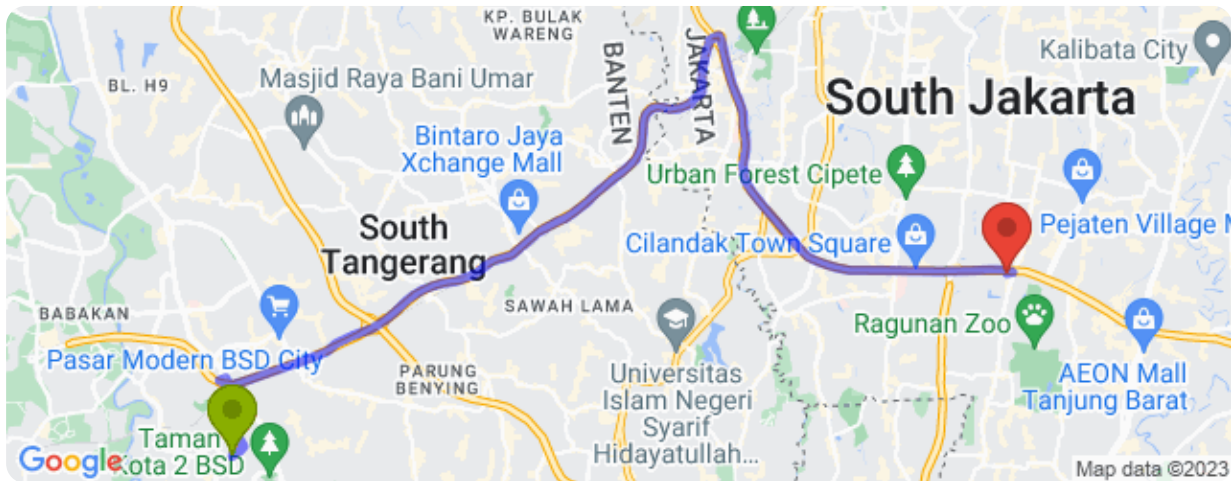 KP. BULAK
WARENG
JAKARTA
BANTEN
Kalibata City
BL. H9
Masjid Raya Bani Umar
South Jakarta
Bintaro Jaya
Xchange Mall
Urban Forest Cipete
South
Tangerang
Cilandak Town Square
Pejaten Village M
SAWAH LAMA
BABAKAN
Ragunan Zoo
Pasar Modern BSD City
PARUNG
BENYING
Universitas
Islam Negeri
Syarif
Hidayatullah...
AEON Mall
Tanjung Barat
Taman
Kota 2 BSD
Google
Map data ©2023